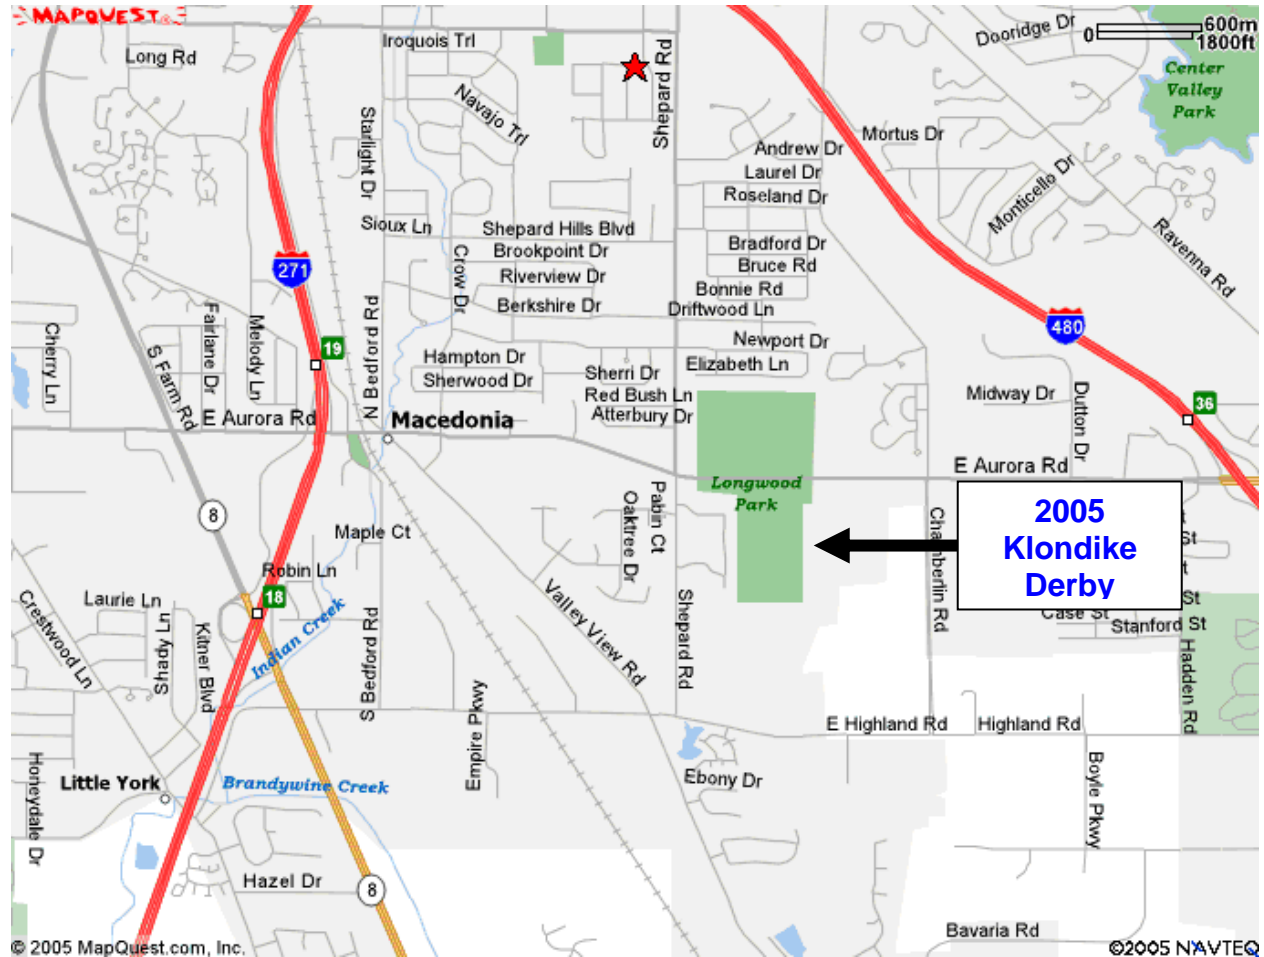 MAPQUEST
600m
0
1800ft
Dooridge Dr
Iroquois Trl
Long Rd
Shepard Rd
Center
Valley
Park
Navajo Trl
Starlight Dr
Mortus Dr
Andrew Dr
Laurel Dr
Roseland Dr
Monticello Dr
Ravenna Rd
Sioux Ln
Shepard Hills Blvd
Brookpoint Dr
Bradford Dr
Crow Dr
Riverview Dr
Bruce Rd
271
Bonnie Rd
Berkshire Dr
Driftwood Ln
480
Cherry Ln
S Farm Rd
Fairlane Dr
Melody Ln
19
N Bedford Rd
Newport Dr
Hampton Dr
Elizabeth Ln
Sherwood Dr
Sherri Dr
Red Bush Ln
Midway Dr
Dutton Dr
36
Atterbury Dr
E Aurora Rd
Macedonia
E Aurora Rd
Longwood
Park
Pabin Ct
Oaktree Dr
8
Maple Ct
Chamberlin Rd
2005
Klondike
Derby
St
t
St
Robin Ln
18
Laurie Ln
Crestwood Ln
Shady Ln
Kitner Blvd
Indian Creek
S Bedford Rd
Valley View Rd
Shepard Rd
Case St
Stanford St
Hadden Rd
Empire Pkwy
E Highland Rd
Highland Rd
Honeydale Dr
Little York
Brandywine Creek
Ebony Dr
Boyle Pkwy
Hazel Dr
8
Bavaria Rd
© 2005 MapQuest.com, Inc.
©2005 NAVTEQ